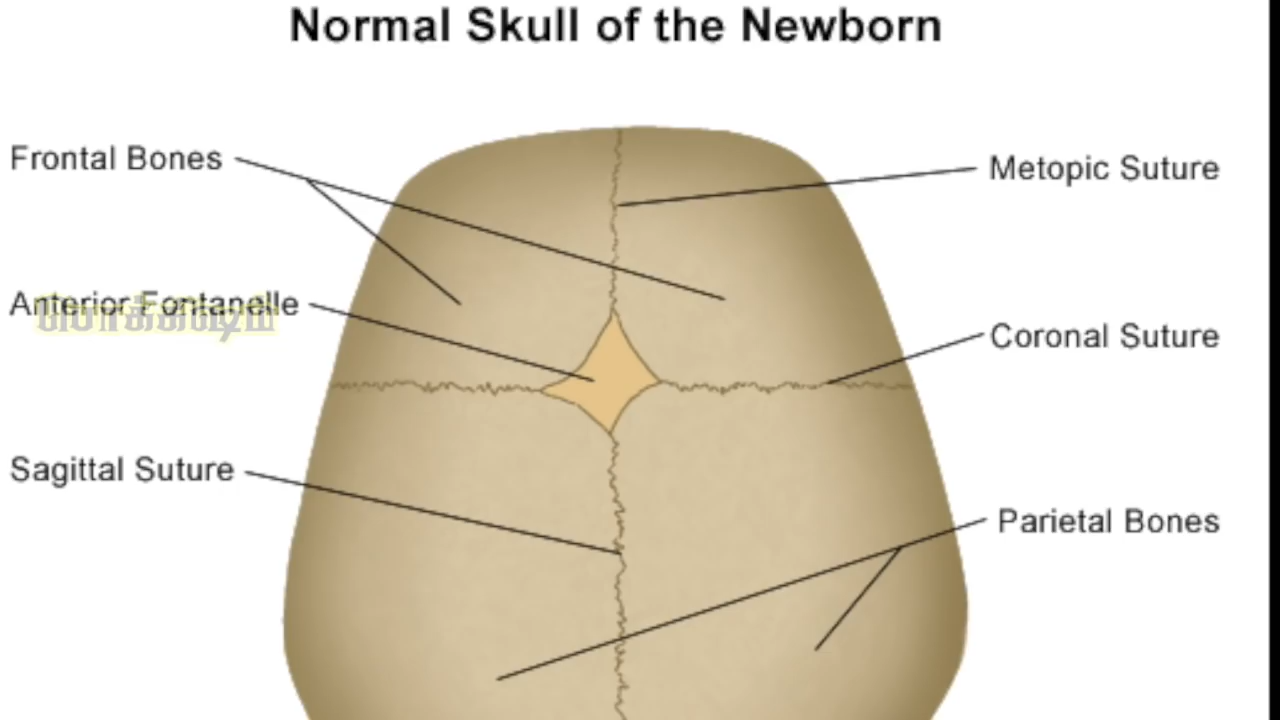 Normal Skull of the Newborn
Frontal Bones
Metopic Suture
Anterior Fontanelle
Coronal Suture
Sagittal Suture
Parietal Bones